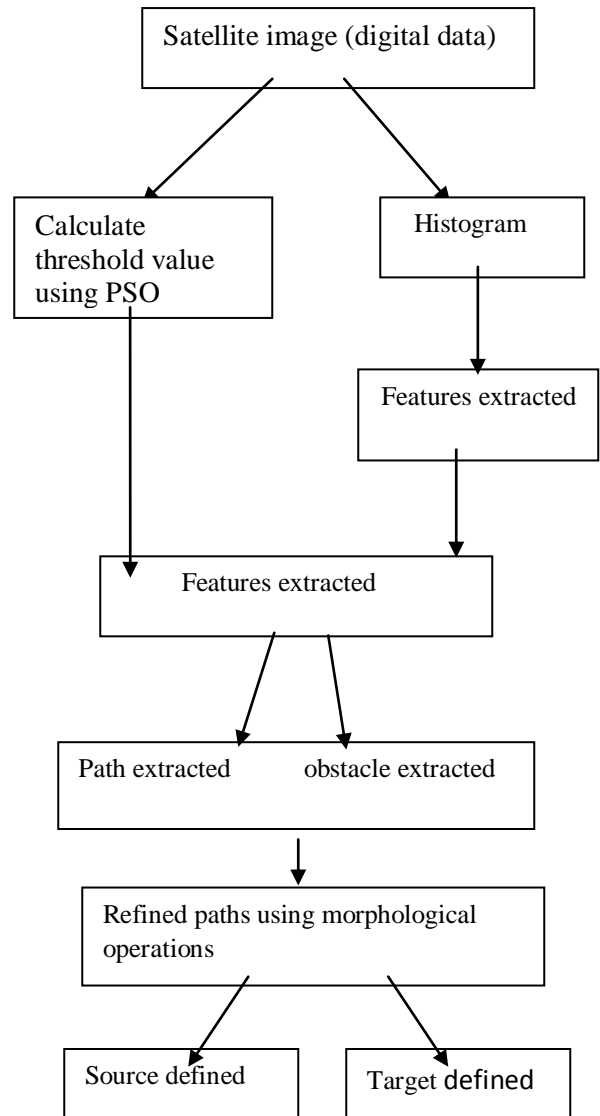 Satellite image (digital data)
Calculate
threshold value
using PSO
Histogram
Features extracted
Features extracted
Path extracted obstacle extracted
Refined paths using morphological
operations
Source defined
Target defined